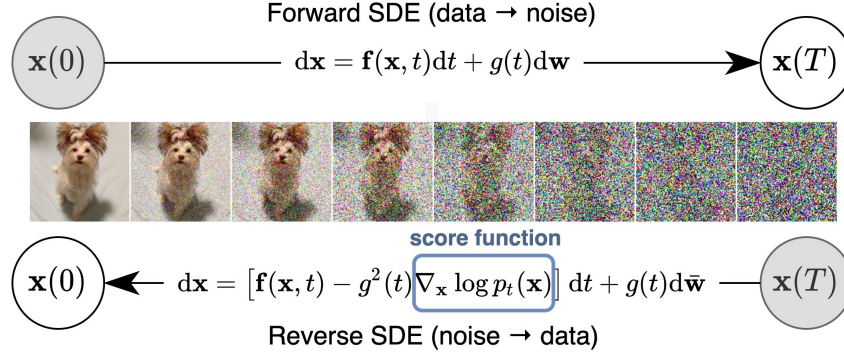 Forward SDE (data → noise)
x(0) dx = f(x, t)dt + g(t)dw x(T)
score function
x(0) dx = [f(x, t) − g²(t)∇ₓ log pₜ(x)] dt + g(t)dw̄ x(T)
Reverse SDE (noise → data)